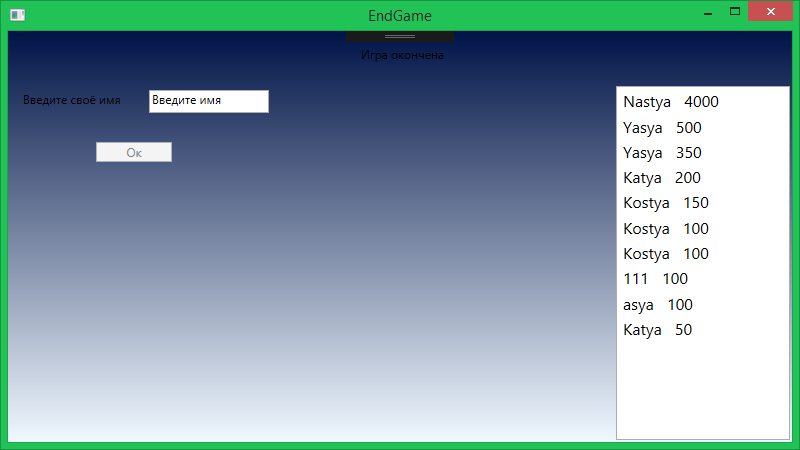 EndGame
Игра окончена
Введите своё имя
Введите имя
Ок
Nastya 4000
Yasya 500
Yasya 350
Katya 200
Kostya 150
Kostya 100
Kostya 100
111 100
asya 100
Katya 50